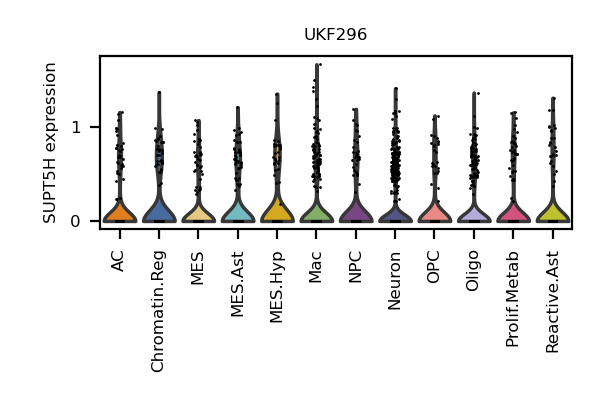 UKF296
SUPT5H expression
1
0
AC
Chromatin.Reg
MES
MES.Ast
MES.Hyp
Mac
NPC
Neuron
OPC
Oligo
Prolif.Metab
Reactive.Ast